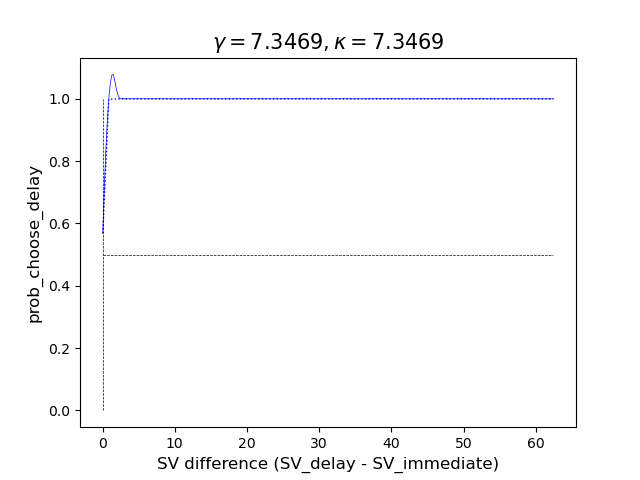 γ = 7.3469, κ = 7.3469
prob_choose_delay
1.0
0.8
0.6
0.4
0.2
0.0
0 10 20 30 40 50 60
SV difference (SV_delay - SV_immediate)